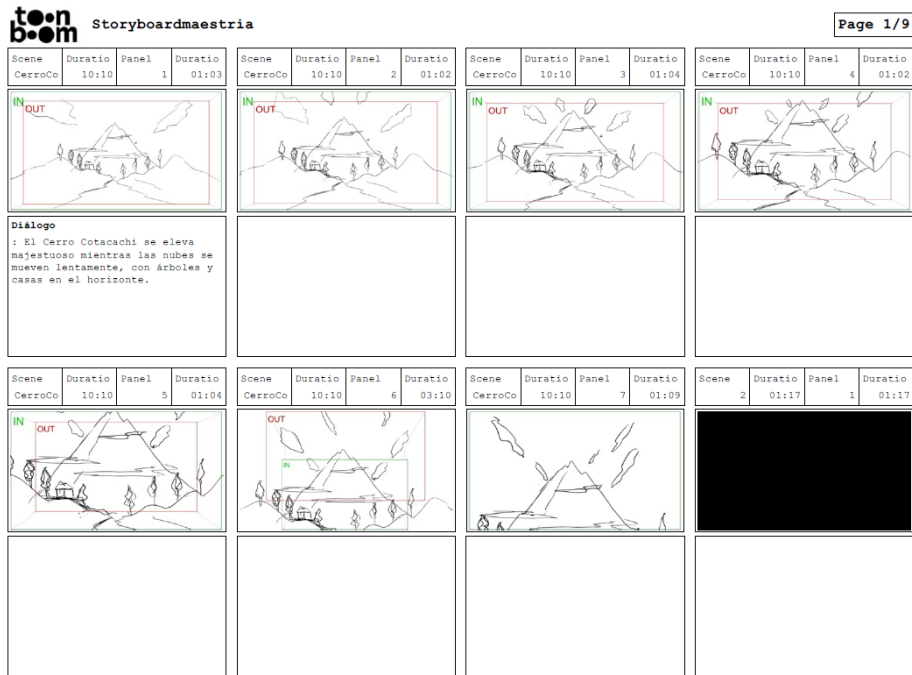 toon
boom
Storyboardmaestria
Page 1/9
Scene Duratio Panel Duratio
CerroCo 10:10 1 01:03
Scene Duratio Panel Duratio
CerroCo 10:10 2 01:02
Scene Duratio Panel Duratio
CerroCo 10:10 3 01:04
Scene Duratio Panel Duratio
CerroCo 10:10 4 01:02
IN OUT
IN OUT
IN OUT
IN OUT
Diálogo
: El Cerro Cotacachi se eleva
majestuoso mientras las nubes se
mueven lentamente, con árboles y
casas en el horizonte.
Scene Duratio Panel Duratio
CerroCo 10:10 5 01:04
Scene Duratio Panel Duratio
CerroCo 10:10 6 03:10
Scene Duratio Panel Duratio
CerroCo 10:10 7 01:09
Scene Duratio Panel Duratio
2 01:17 1 01:17
IN OUT
OUT
IN